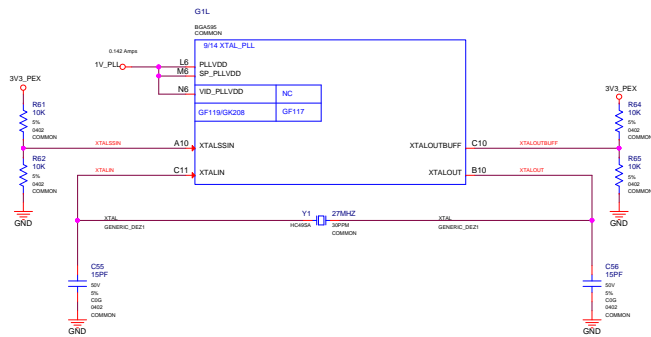 G1L
BGA595
COMMON
9/14 XTAL_PLL
0.142 Amps
1V_PLL
L6 PLLVDD
M6 SP_PLLVDD
N6 VID_PLLVDD NC
GF119/GK208 GF117
3V3_PEX
R61
10K
5%
0402
COMMON
XTALSSIN A10 XTALSSIN
R62
10K
5%
0402
COMMON
XTALIN C11 XTALIN
GND
XTALOUTBUFF C10 XTALOUTBUFF
XTALOUT B10 XTALOUT
3V3_PEX
R64
10K
5%
0402
COMMON
R65
10K
5%
0402
COMMON
GND
XTAL
GENERIC_DEZ1
Y1 27MHZ
HC49SA 30PPM
COMMON
XTAL
GENERIC_DEZ1
C55
15PF
50V
5%
C0G
0402
COMMON
GND
C56
15PF
50V
5%
C0G
0402
COMMON
GND